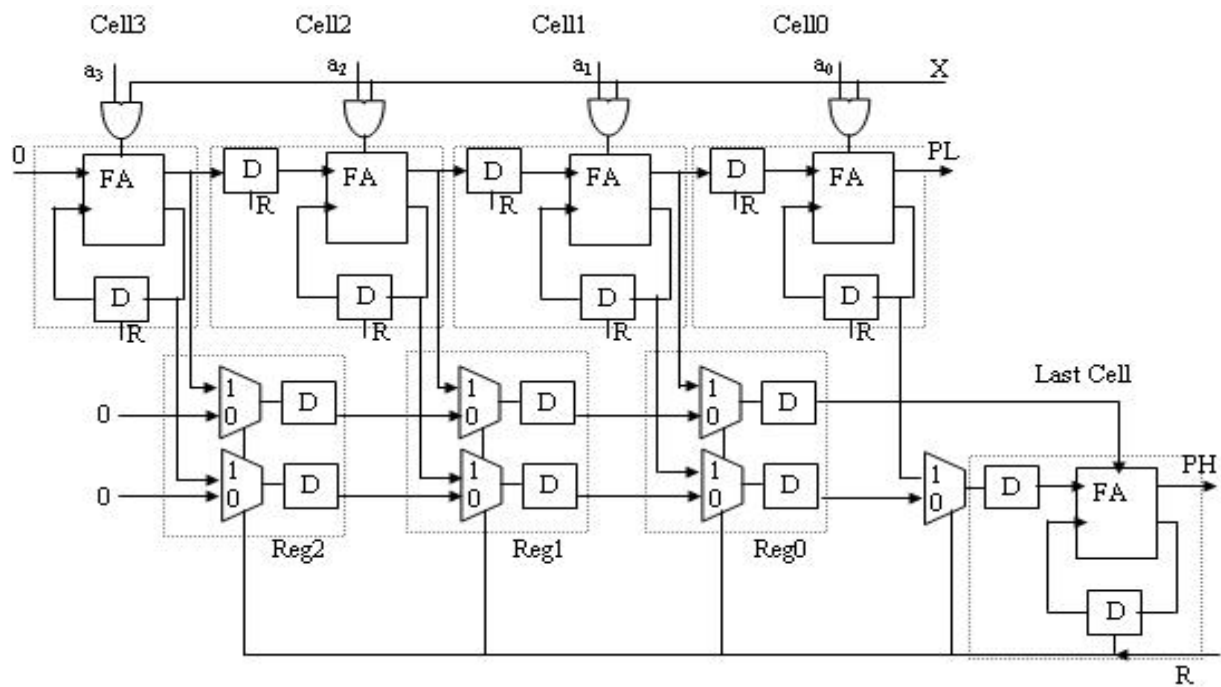 Cell3 Cell2 Cell1 Cell0
a₃ a₂ a₁ a₀ X
0 D D D PL
FA FA FA FA
R R R
D D D D
R R R R
Last Cell
1 1 1
0 0 D 0 D 0 D
1 1 1 1 PH
0 0 D 0 D 0 D 0 D FA
Reg2 Reg1 Reg0
D
R